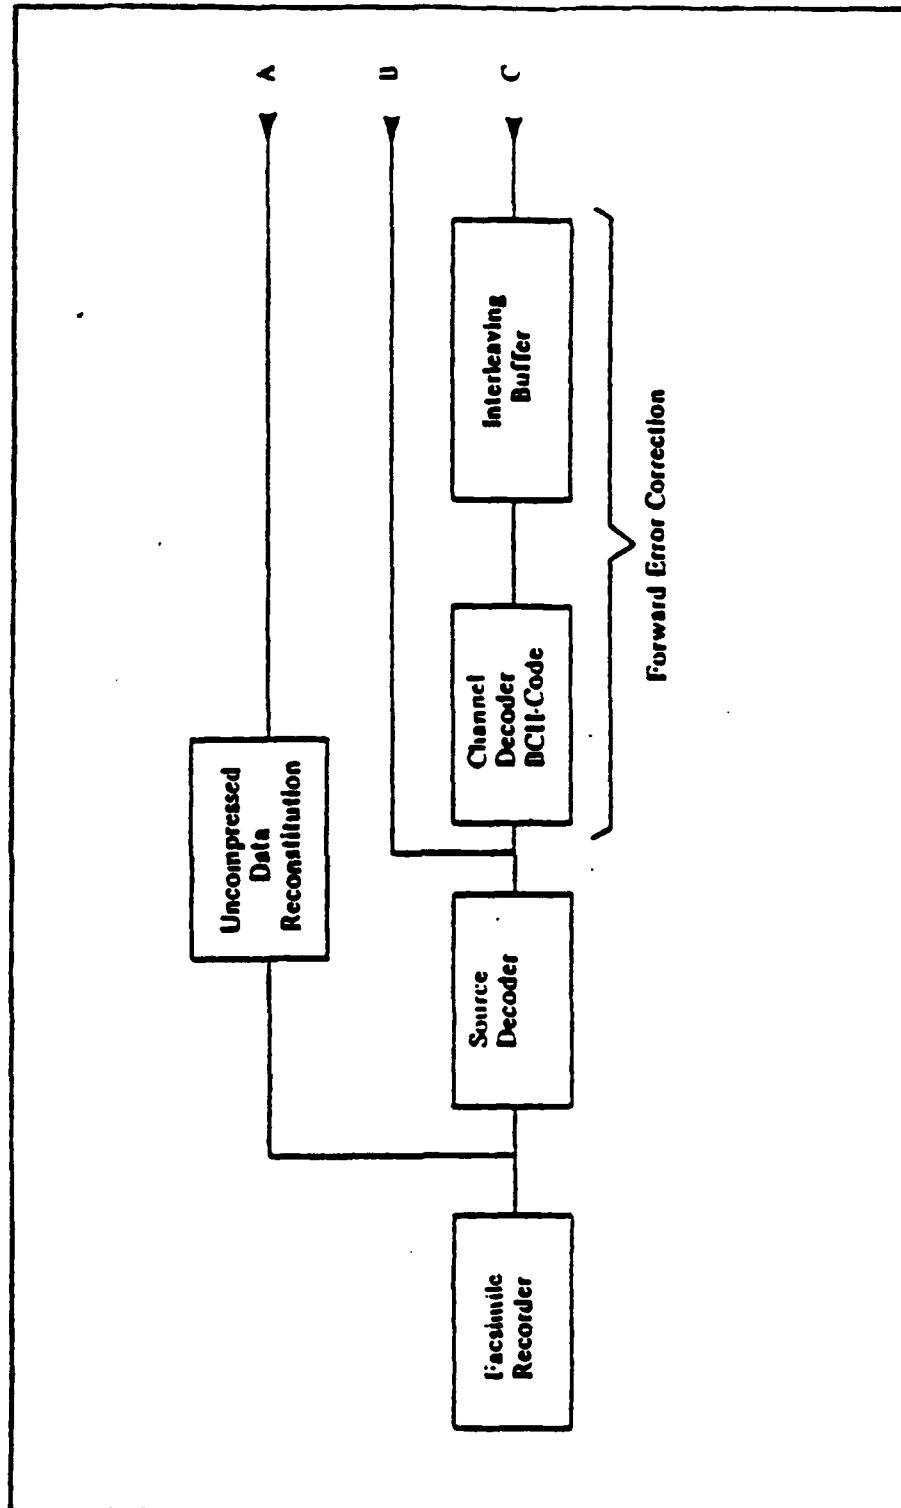 A
B
C
Uncompressed
Data
Reconstitution
Interleaving
Buffer
Channel
Decoder
BCH-Code
Source
Decoder
Facsimile
Recorder
Forward Error Correction